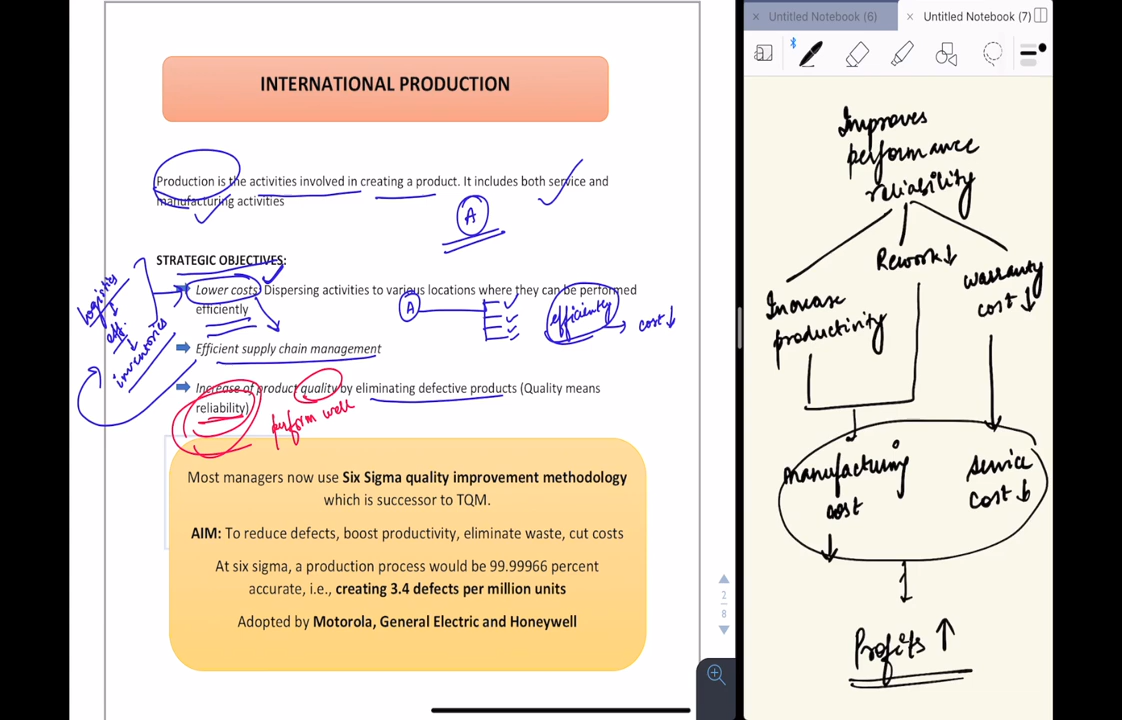 Untitled Notebook (6)
Untitled Notebook (7)
INTERNATIONAL PRODUCTION
Production is the activities involved in creating a product. It includes both service and
manufacturing activities
A
STRATEGIC OBJECTIVES:
Lower costs: Dispersing activities to various locations where they can be performed
efficiently
A
efficiently
cost ↓
logistics
eff.
inventories
Efficient supply chain management
Increase of product quality by eliminating defective products (Quality means
reliability)
perform well
Most managers now use Six Sigma quality improvement methodology
which is successor to TQM.
AIM: To reduce defects, boost productivity, eliminate waste, cut costs
At six sigma, a production process would be 99.99966 percent
accurate, i.e., creating 3.4 defects per million units
Adopted by Motorola, General Electric and Honeywell
2
8
Improves
performance
reliability
Increase
productivity
Rework ↓
warranty
cost ↓
manufacturing
cost
↓
service
cost ↓
Profits ↑